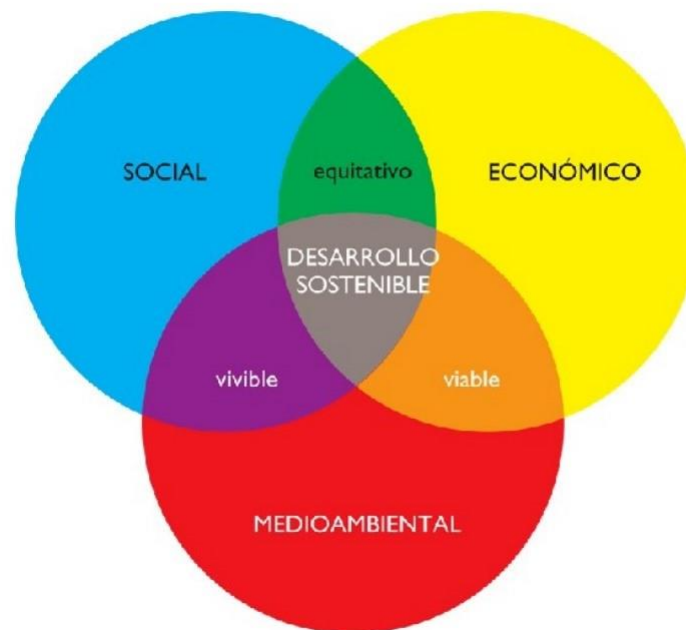 SOCIAL
equitativo
ECONÓMICO
DESARROLLO
SOSTENIBLE
vivible
viable
MEDIOAMBIENTAL